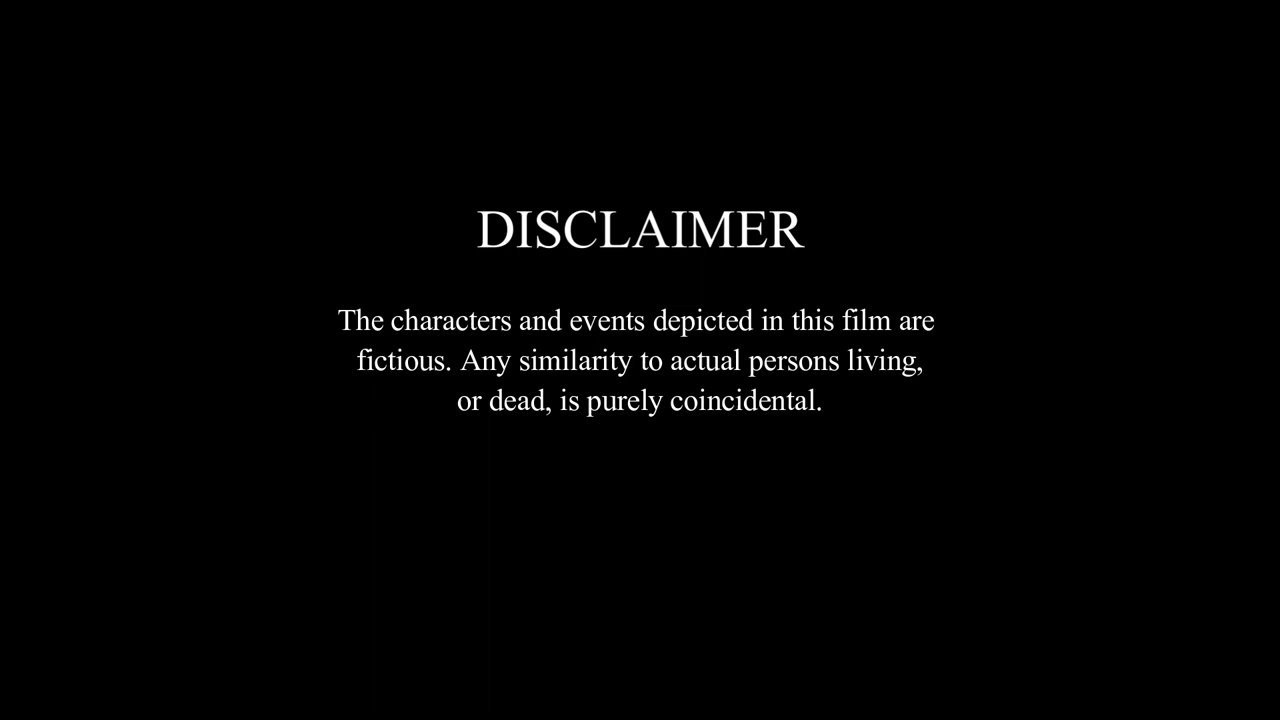 DISCLAIMER
The characters and events depicted in this film are
fictious. Any similarity to actual persons living,
or dead, is purely coincidental.